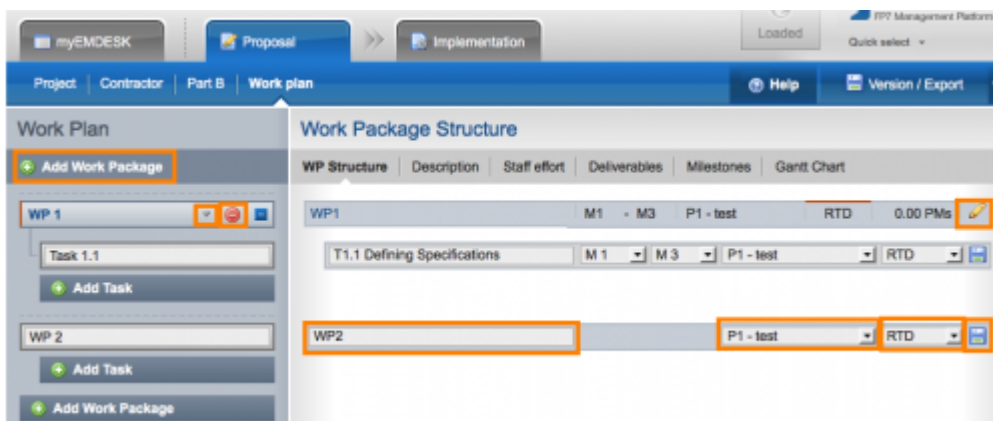 myEMDESK
Proposal
Implementation
Loaded
FP7 Management Platform
Quick select
Project
Contractor
Part B
Work plan
Help
Version / Export
Work Plan
Add Work Package
WP 1
Task 1.1
Add Task
WP 2
Add Task
Add Work Package
Work Package Structure
WP Structure
Description
Staff effort
Deliverables
Milestones
Gantt Chart
WP1 M1 - M3 P1 - test RTD 0.00 PMs
T1.1 Defining Specifications M 1 M 3 P1 - test RTD
WP2 P1 - test RTD